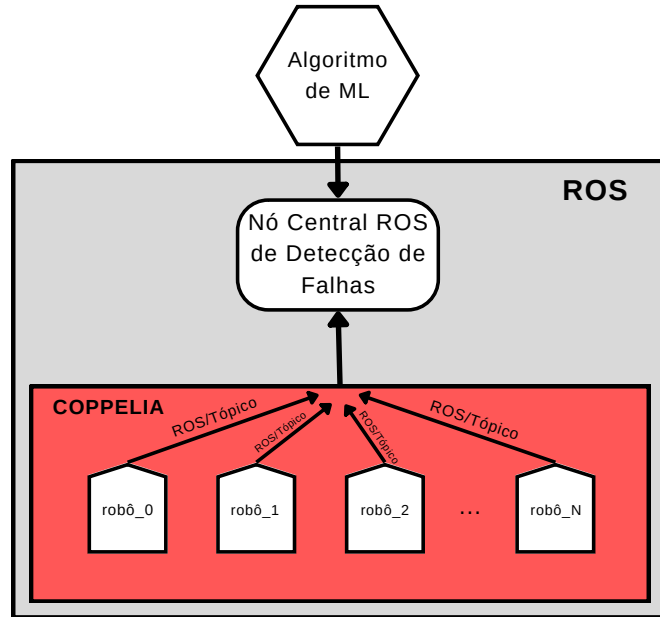 Algoritmo
de ML
ROS
Nó Central ROS
de Detecção de
Falhas
COPPELIA
ROS/Tópico
ROS/Tópico
ROS/Tópico
ROS/Tópico
robô_0
robô_1
robô_2
...
robô_N